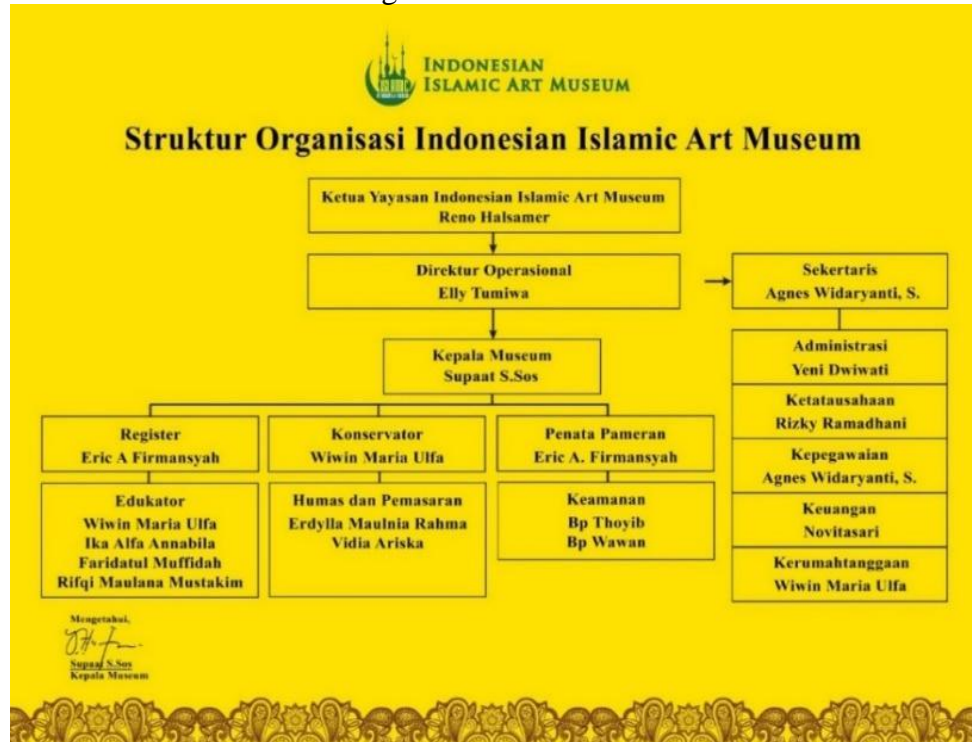 INDONESIAN
ISLAMIC ART MUSEUM
Struktur Organisasi Indonesian Islamic Art Museum
Ketua Yayasan Indonesian Islamic Art Museum
Reno Halsamer
Direktur Operasional
Elly Tumiwa
Sekertaris
Agnes Widaryanti, S.
Kepala Museum
Supaat S.Sos
Administrasi
Yeni Dwiwati
Ketatausahaan
Rizky Ramadhani
Kepegawaian
Agnes Widaryanti, S.
Keuangan
Novitasari
Kerumahtanggaan
Wiwin Maria Ulfa
Register
Eric A Firmansyah
Konservator
Wiwin Maria Ulfa
Penata Pameran
Eric A. Firmansyah
Edukator
Wiwin Maria Ulfa
Ika Alfa Annabila
Faridatul Muffidah
Rifqi Maulana Mustakim
Humas dan Pemasaran
Erdylla Maulnia Rahma
Vidia Ariska
Keamanan
Bp Thoyib
Bp Wawan
Mengetahui,
Supaat S.Sos
Kepala Museum